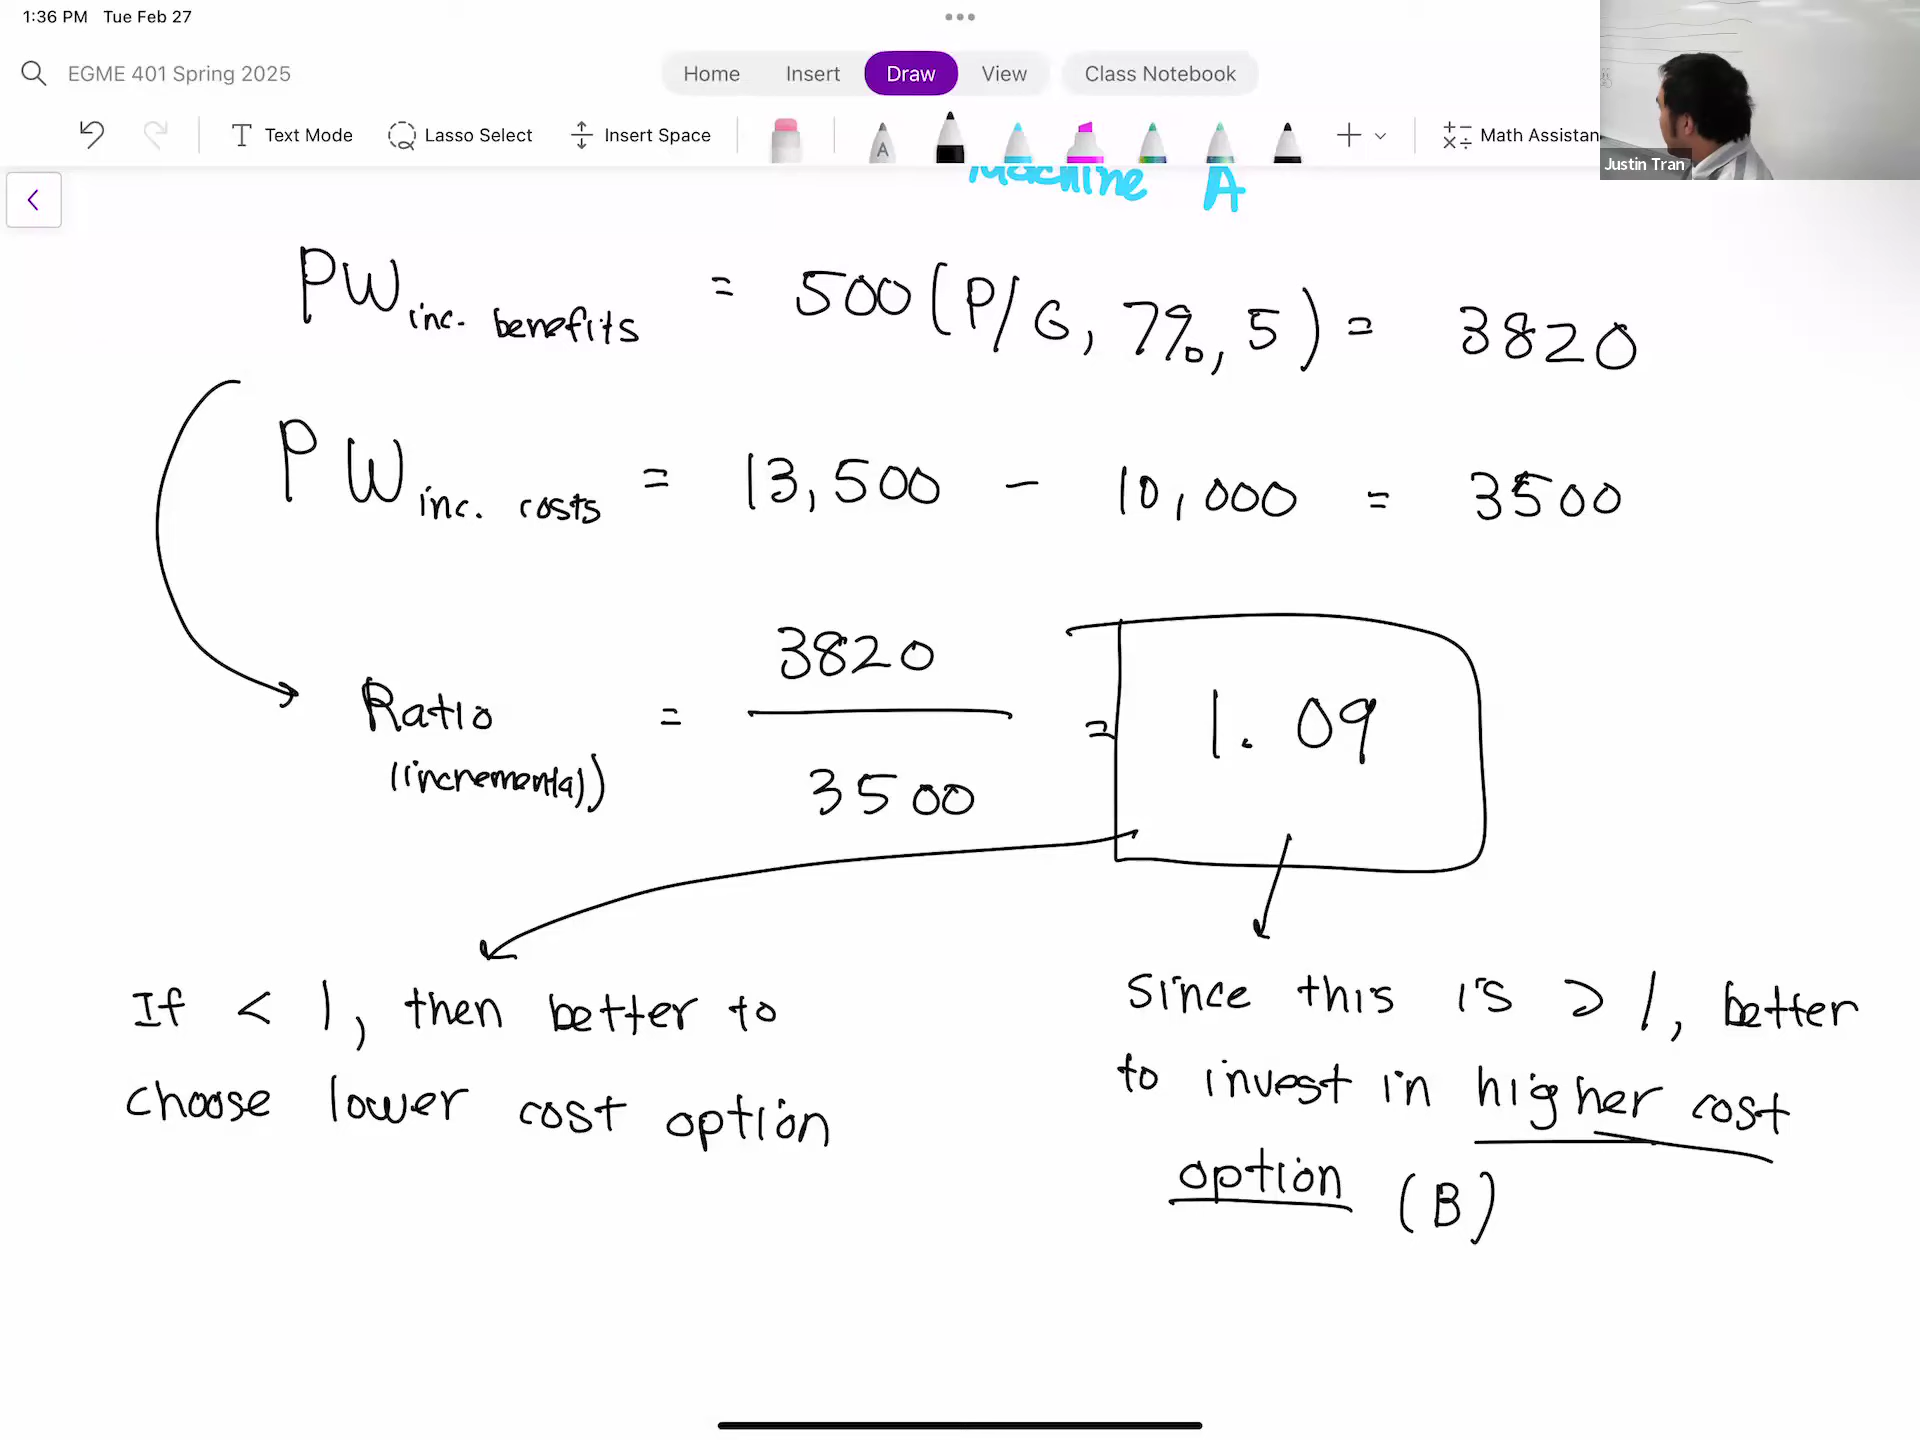 1:36 PM Tue Feb 27
EGME 401 Spring 2025
Home Insert Draw View Class Notebook
Text Mode Lasso Select Insert Space A Math Assistan
Justin Tran
Machine A
PW inc. benefits = 500 (P/G, 7%, 5) = 3820
PW inc. costs = 13,500 - 10,000 = 3500
Ratio (incremental) = 3820 / 3500 = 1.09
If < 1, then better to
choose lower cost option
Since this is > 1, better
to invest in higher cost
option (B)